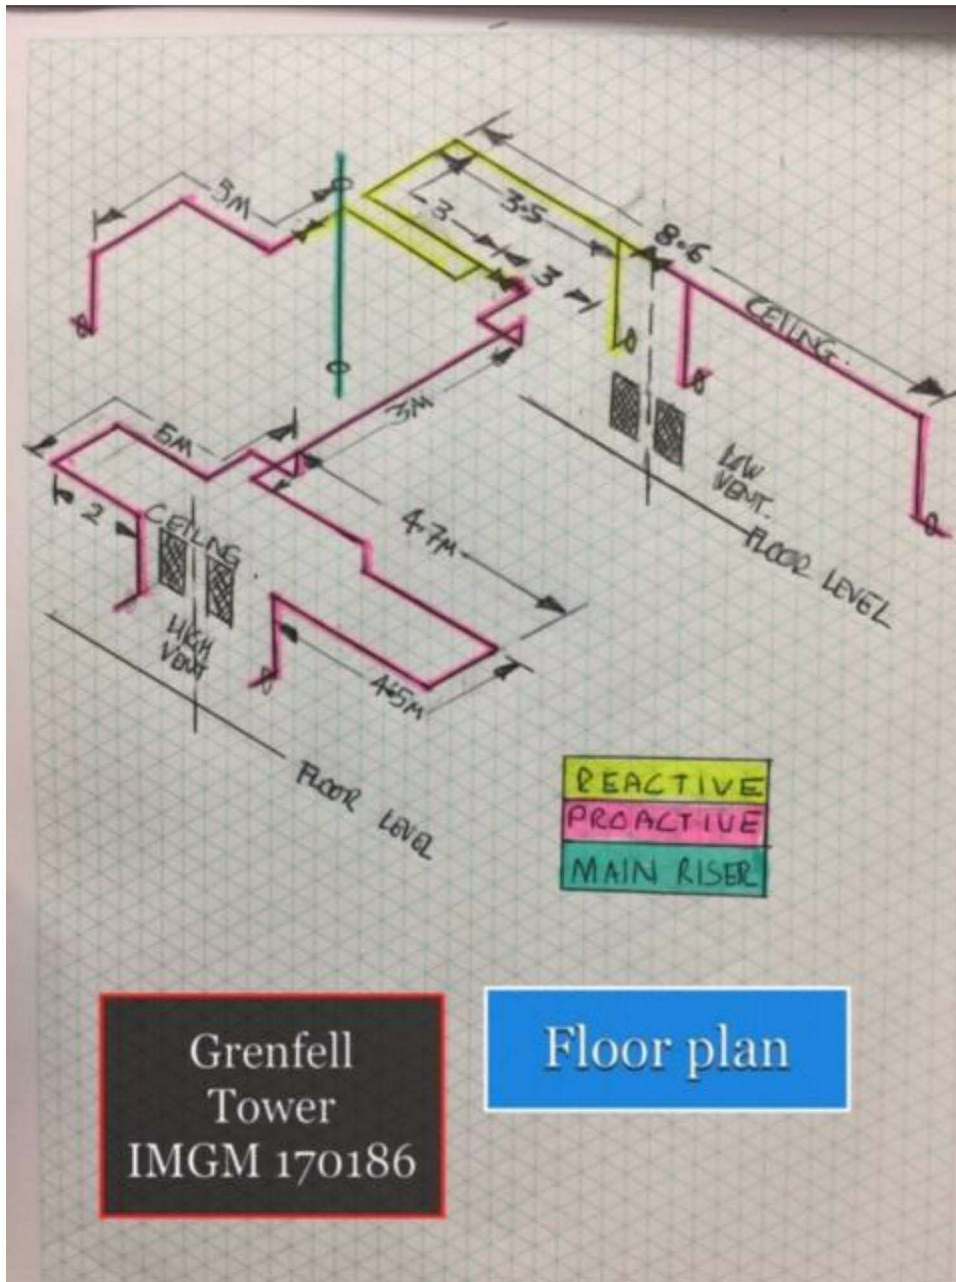 5M
3.5
3
3
8.6
CEILING.
3M
5M
2
CEILING.
HIGH
VENT
4.7M
LOW
VENT.
FLOOR LEVEL
4.5M
FLOOR LEVEL
REACTIVE
PROACTIVE
MAIN RISER
Grenfell
Tower
IMGM 170186
Floor plan